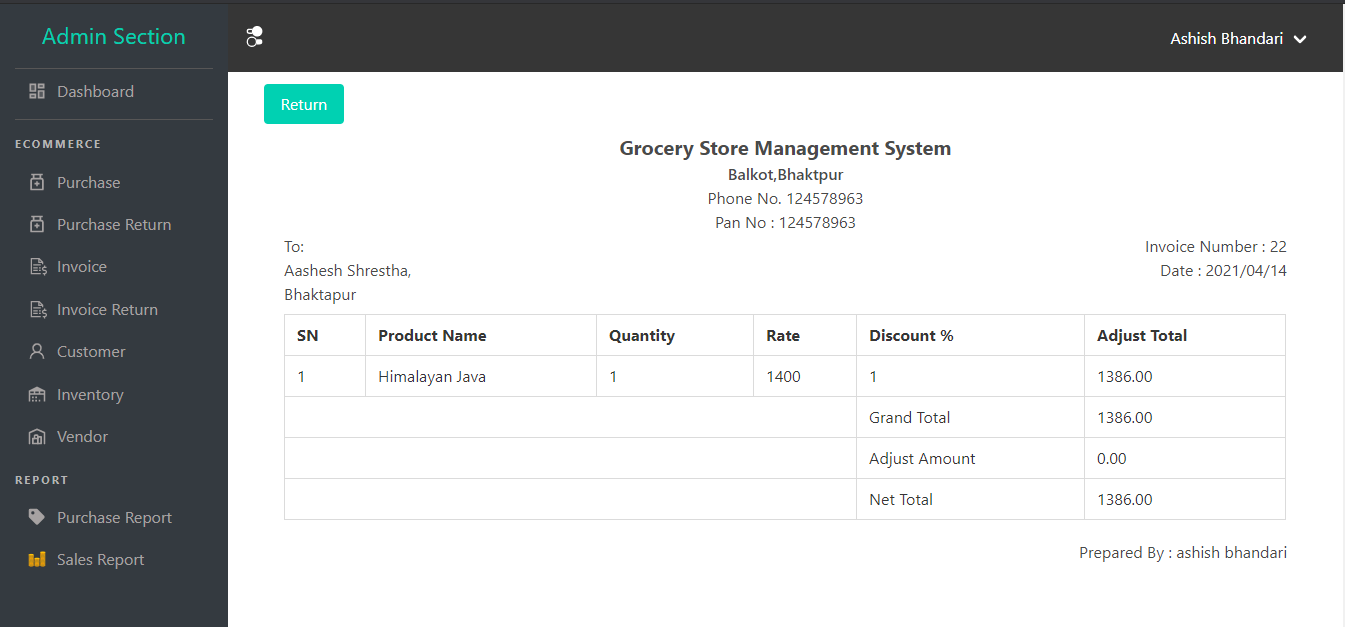 Admin Section
Dashboard
ECOMMERCE
Purchase
Purchase Return
Invoice
Invoice Return
Customer
Inventory
Vendor
REPORT
Purchase Report
Sales Report
Ashish Bhandari
Return
Grocery Store Management System
Balkot,Bhaktpur
Phone No. 124578963
Pan No : 124578963
To:
Aashesh Shrestha,
Bhaktapur
Invoice Number : 22
Date : 2021/04/14
SN Product Name Quantity Rate Discount % Adjust Total
1 Himalayan Java 1 1400 1 1386.00
Grand Total 1386.00
Adjust Amount 0.00
Net Total 1386.00
Prepared By : ashish bhandari